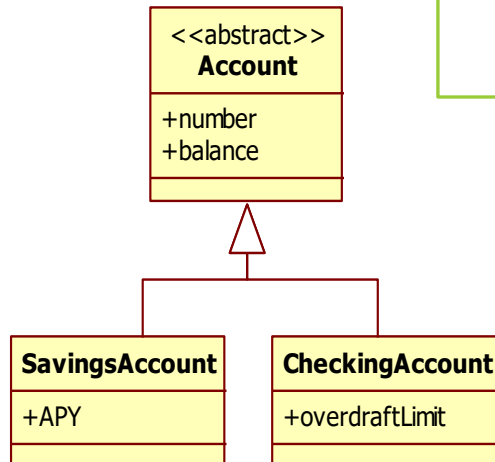 <<abstract>>
Account
+number
+balance
SavingsAccount
CheckingAccount
+APY
+overdraftLimit